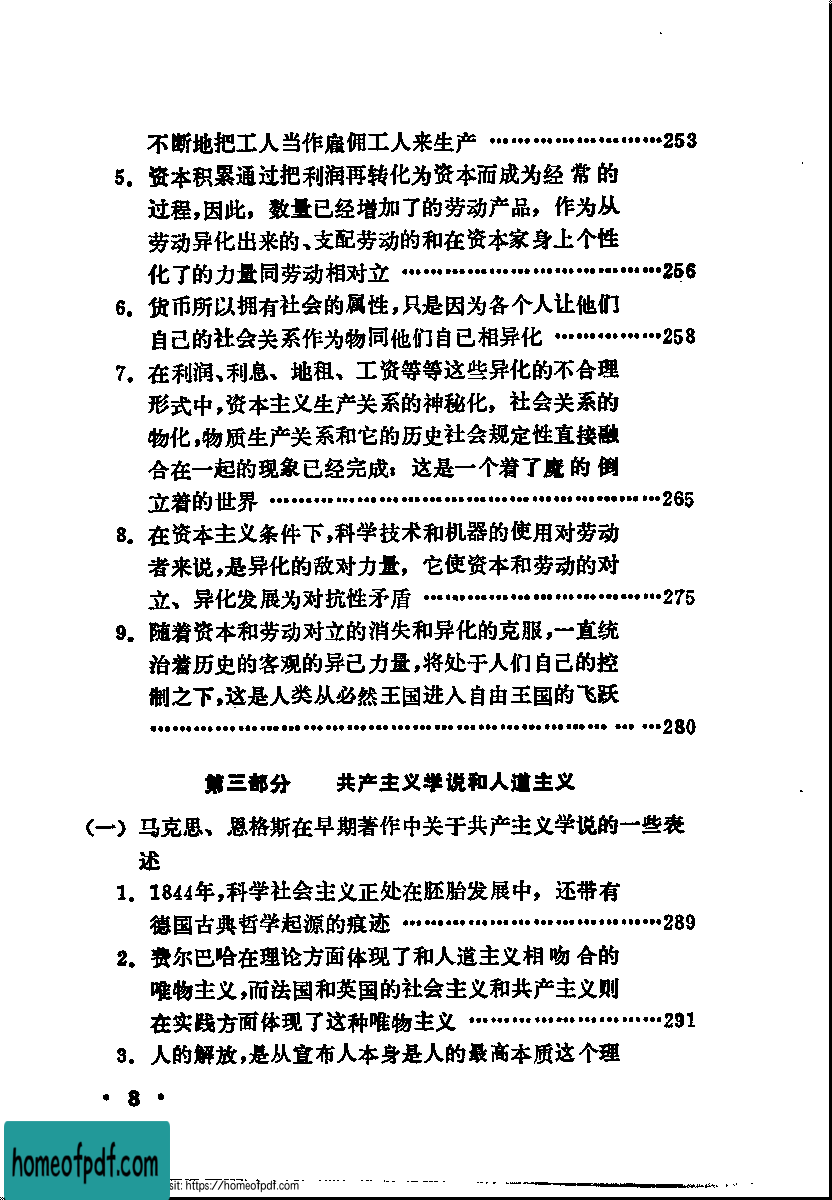 不断地把工人当作雇佣工人来生产 ………………………253
5. 资本积累通过把利润再转化为资本而成为经常的
过程,因此, 数量已经增加了的劳动产品, 作为从
劳动异化出来的、支配劳动的和在资本家身上个性
化了的力量同劳动相对立 ………………………………256
6. 货币所以拥有社会的属性,只是因为各个人让他们
自己的社会关系作为物同他们自已相异化 ……………258
7. 在利润、利息、地租、工资等等这些异化的不合理
形式中,资本主义生产关系的神秘化, 社会关系的
物化,物质生产关系和它的历史社会规定性直接融
合在一起的现象已经完成: 这是一个着了魔的倒
立着的世界 ………………………………………………265
8. 在资本主义条件下,科学技术和机器的使用对劳动
者来说,是异化的敌对力量, 它使资本和劳动的对
立、异化发展为对抗性矛盾 ……………………………275
9. 随着资本和劳动对立的消失和异化的克服,一直统
治着历史的客观的异己力量,将处于人们自己的控
制之下,这是人类从必然王国进入自由王国的飞跃
………………………………………………………… … …280
第三部分 共产主义学说和人道主义
(一) 马克思、恩格斯在早期著作中关于共产主义学说的一些表
述
1. 1844年,科学社会主义正处在胚胎发展中, 还带有
德国古典哲学起源的痕迹 ………………………………289
2. 费尔巴哈在理论方面体现了和人道主义相吻合的
唯物主义,而法国和英国的社会主义和共产主义则
在实践方面体现了这种唯物主义 ………………………291
3. 人的解放,是从宣布人本身是人的最高本质这个理
• 8 •
homeofpdf.com
sit: https://homeofpdf.com